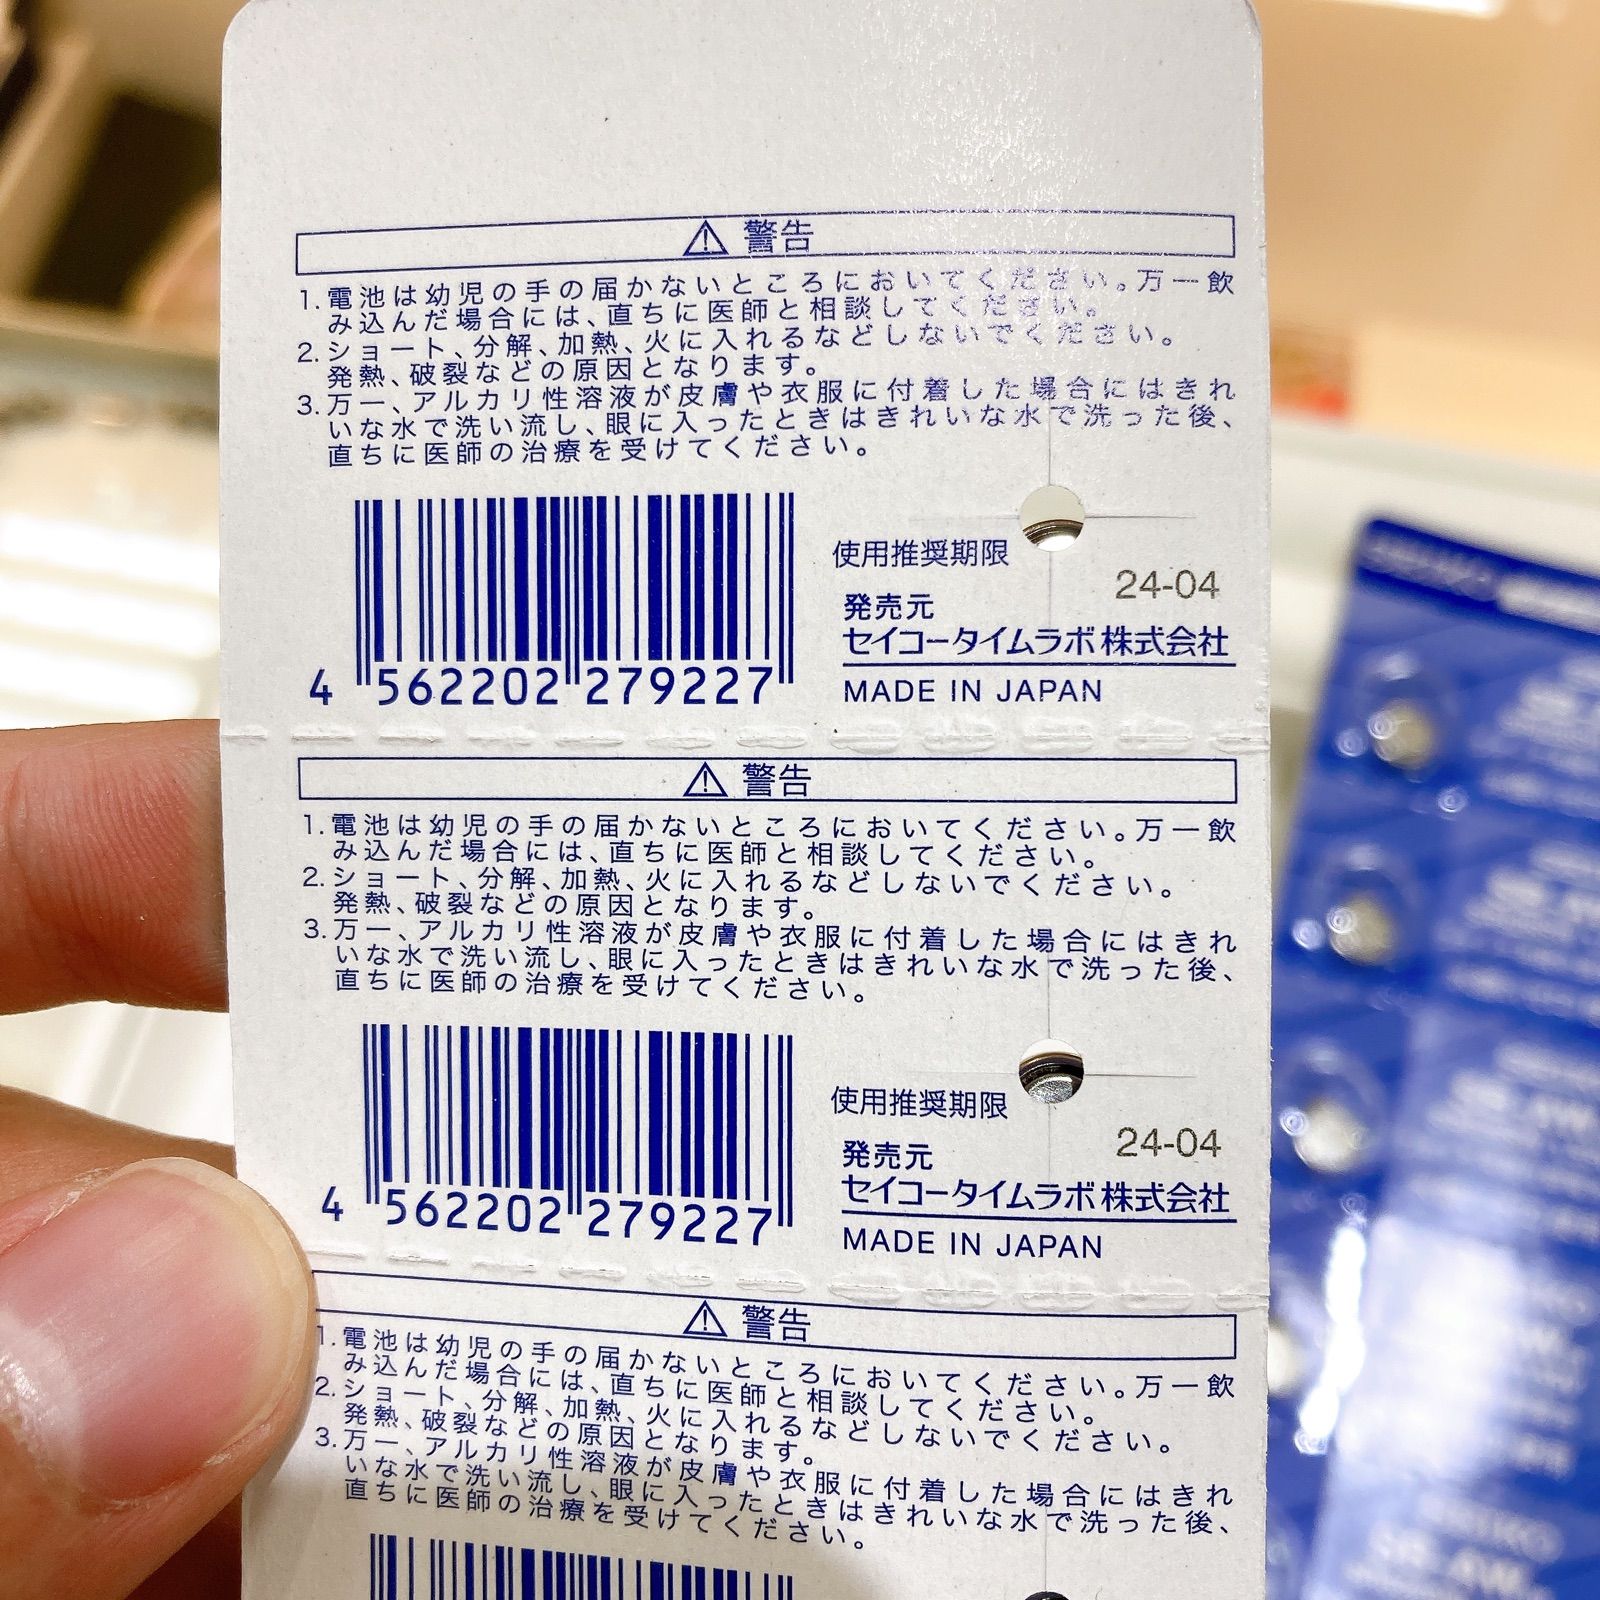 ⚠ 警告
1. 電池は幼児の手の届かないところにおいてください。万一飲
み込んだ場合には、直ちに医師と相談してください。
2. ショート、分解、加熱、火に入れるなどしないでください。
発熱、破裂などの原因となります。
3. 万一、アルカリ性溶液が皮膚や衣服に付着した場合にはきれ
いな水で洗い流し、眼に入ったときはきれいな水で洗った後、
直ちに医師の治療を受けてください。
使用推奨期限
24-04
発売元
セイコータイムラボ株式会社
MADE IN JAPAN
4 562202 279227
⚠ 警告
1. 電池は幼児の手の届かないところにおいてください。万一飲
み込んだ場合には、直ちに医師と相談してください。
2. ショート、分解、加熱、火に入れるなどしないでください。
発熱、破裂などの原因となります。
3. 万一、アルカリ性溶液が皮膚や衣服に付着した場合にはきれ
いな水で洗い流し、眼に入ったときはきれいな水で洗った後、
直ちに医師の治療を受けてください。
使用推奨期限
24-04
発売元
セイコータイムラボ株式会社
MADE IN JAPAN
4 562202 279227
⚠ 警告
1. 電池は幼児の手の届かないところにおいてください。万一飲
み込んだ場合には、直ちに医師と相談してください。
2. ショート、分解、加熱、火に入れるなどしないでください。
発熱、破裂などの原因となります。
3. 万一、アルカリ性溶液が皮膚や衣服に付着した場合にはきれ
いな水で洗い流し、眼に入ったときはきれいな水で洗った後、
直ちに医師の治療を受けてください。